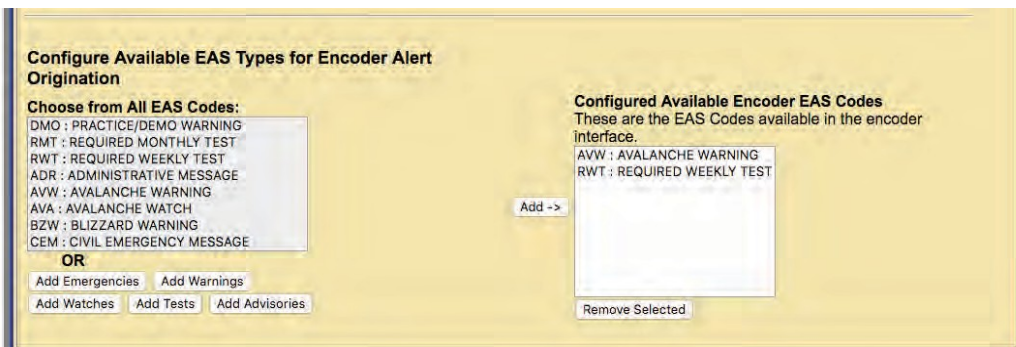 Configure Available EAS Types for Encoder Alert
Origination
Choose from All EAS Codes:
DMO : PRACTICE/DEMO WARNING
RMT : REQUIRED MONTHLY TEST
RWT : REQUIRED WEEKLY TEST
ADR : ADMINISTRATIVE MESSAGE
AVW : AVALANCHE WARNING
AVA : AVALANCHE WATCH
BZW : BLIZZARD WARNING
CEM : CIVIL EMERGENCY MESSAGE
OR
Add Emergencies Add Warnings
Add Watches Add Tests Add Advisories
Add ->
Configured Available Encoder EAS Codes
These are the EAS Codes available in the encoder
interface.
AVW : AVALANCHE WARNING
RWT : REQUIRED WEEKLY TEST
Remove Selected